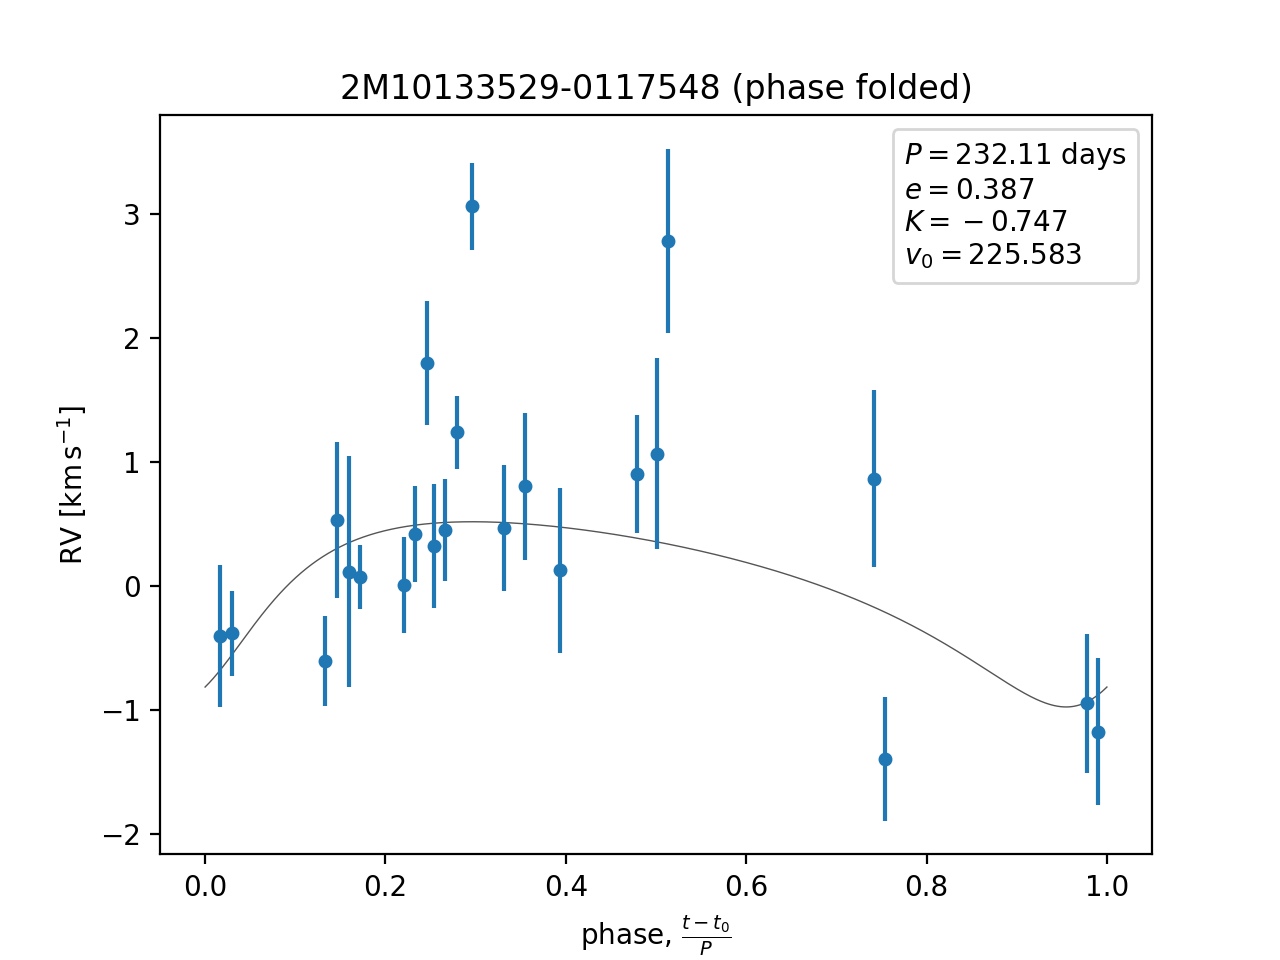 2M10133529-0117548 (phase folded)
P = 232.11 days
e = 0.387
K = −0.747
v₀ = 225.583
RV [km s⁻¹]
3
2
1
0
−1
−2
0.0 0.2 0.4 0.6 0.8 1.0
phase, (t − t₀)/P